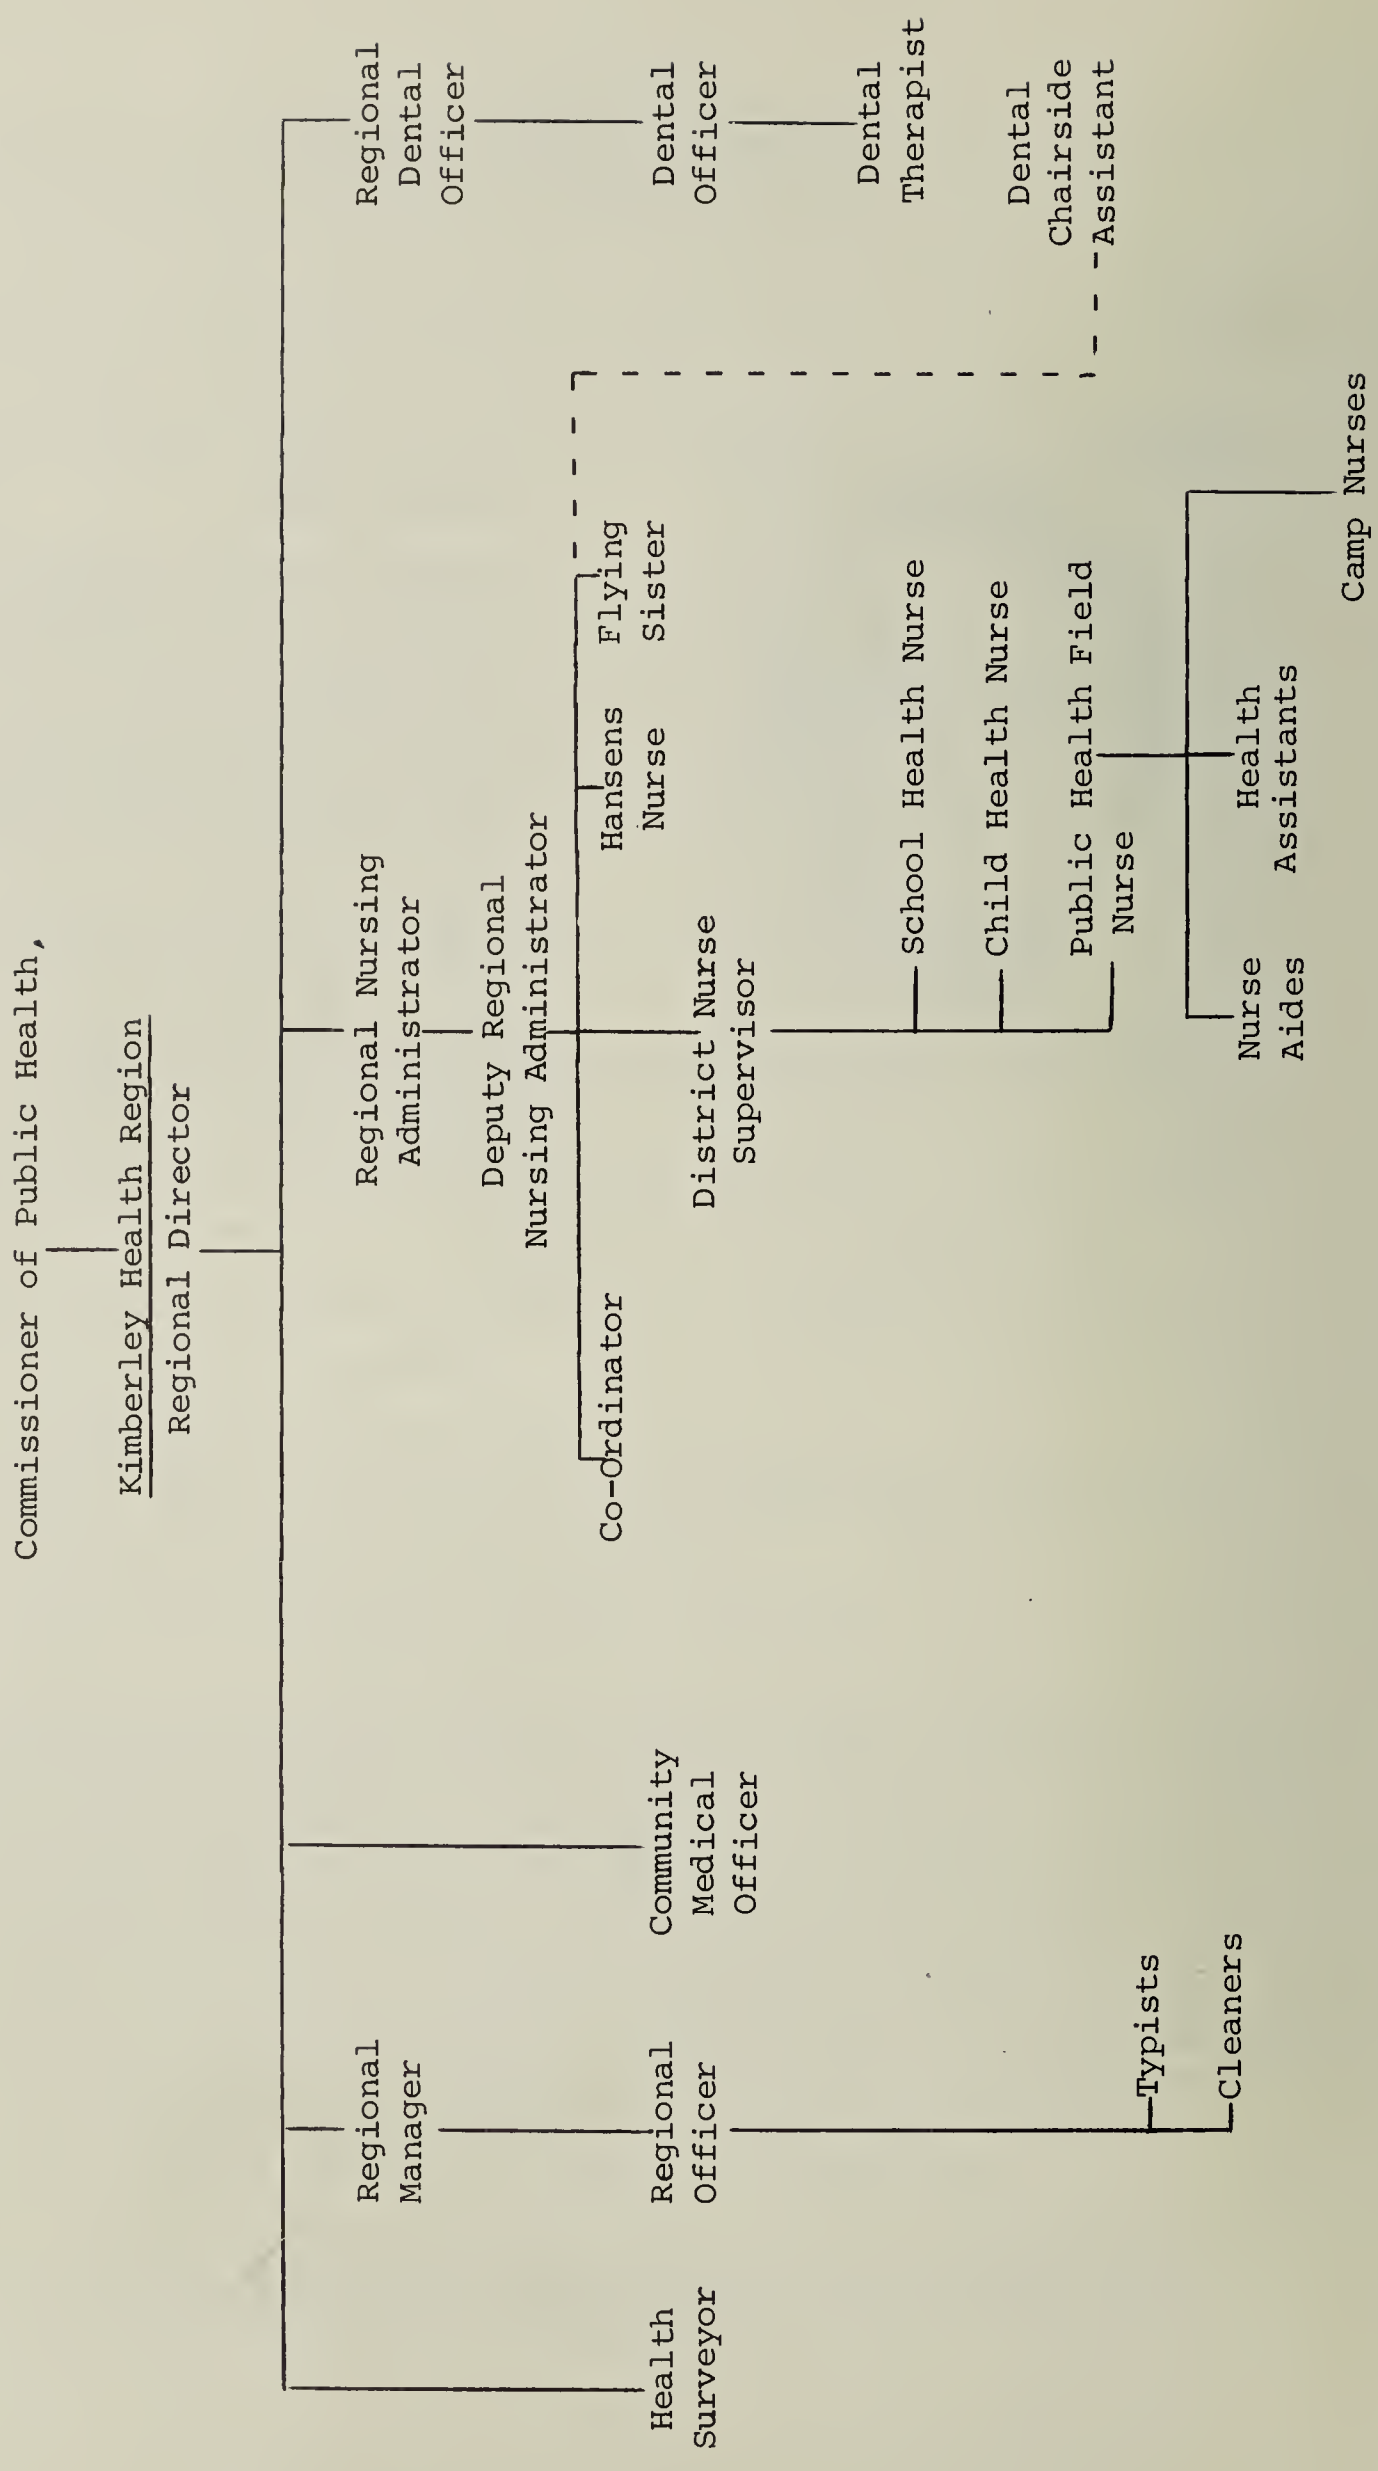 Commissioner of Public Health,
Kimberley Health Region
Regional Director
Health
Surveyor
Regional
Manager
Regional
Officer
Typists
Cleaners
Community
Medical
Officer
Regional Nursing
Administrator
Deputy Regional
Nursing Administrator
Co-Ordinator
District Nurse
Supervisor
Hansens
Nurse
Flying
Sister
School Health Nurse
Child Health Nurse
Public Health Field
Nurse
Nurse
Aides
Health
Assistants
Camp Nurses
Regional
Dental
Officer
Dental
Officer
Dental
Therapist
Dental
Chairside
Assistant